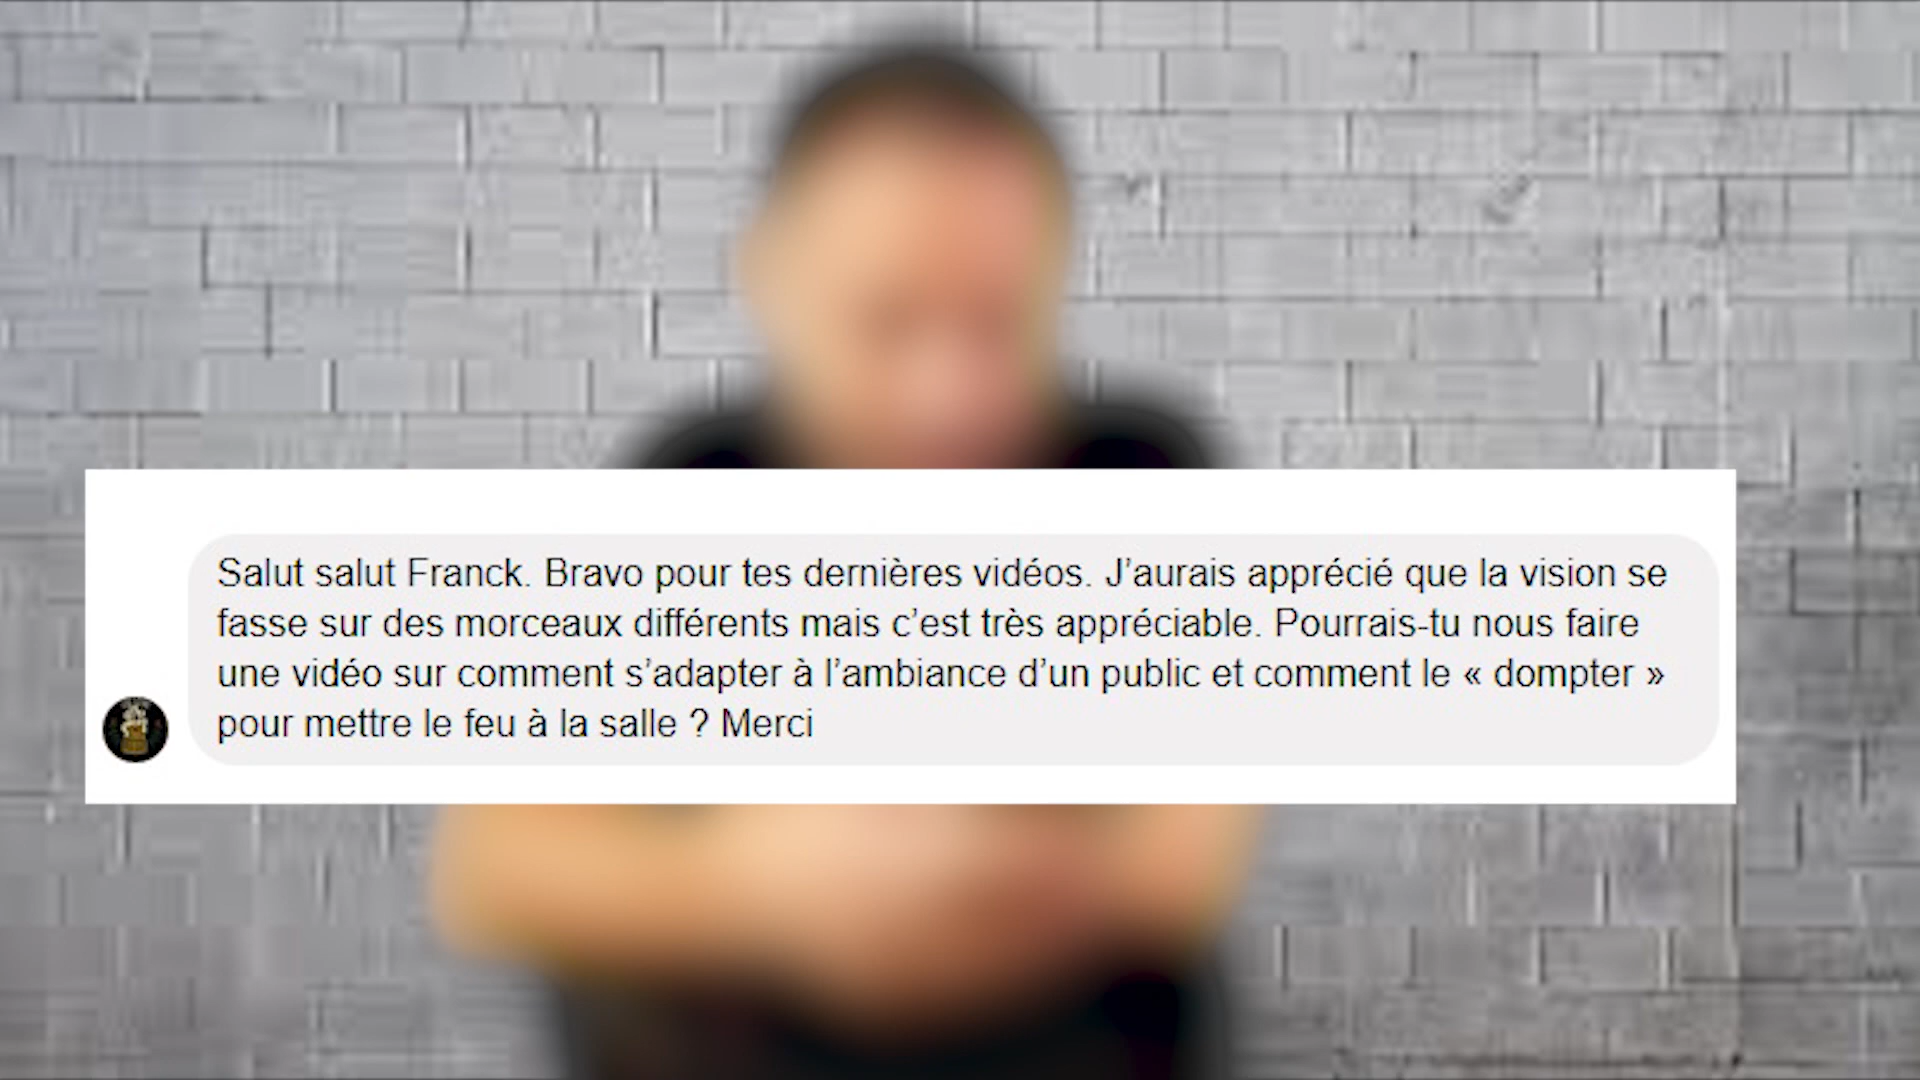 Salut salut Franck. Bravo pour tes dernières vidéos. J’aurais apprécié que la vision se
fasse sur des morceaux différents mais c’est très appréciable. Pourrais-tu nous faire
une vidéo sur comment s’adapter à l’ambiance d’un public et comment le « dompter »
pour mettre le feu à la salle ? Merci